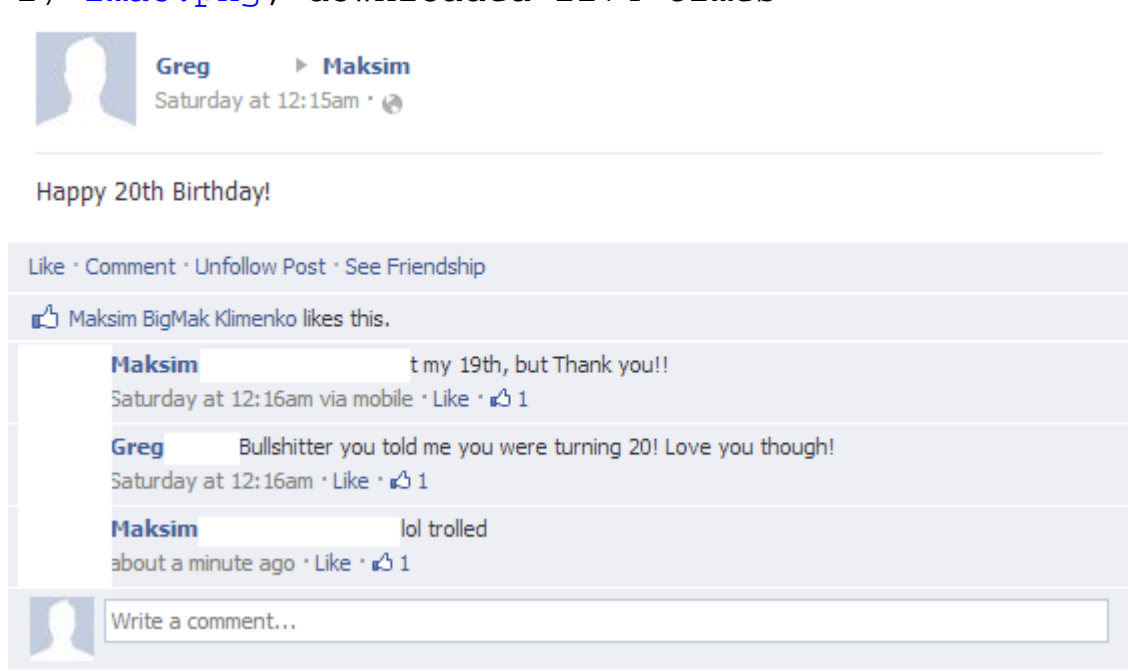 Greg Maksim
Saturday at 12:15am ·
Happy 20th Birthday!
Like · Comment · Unfollow Post · See Friendship
Maksim BigMak Klimenko likes this.
Maksim t my 19th, but Thank you!!
Saturday at 12:16am via mobile · Like · 1
Greg Bullshitter you told me you were turning 20! Love you though!
Saturday at 12:16am · Like · 1
Maksim lol trolled
about a minute ago · Like · 1
Write a comment...